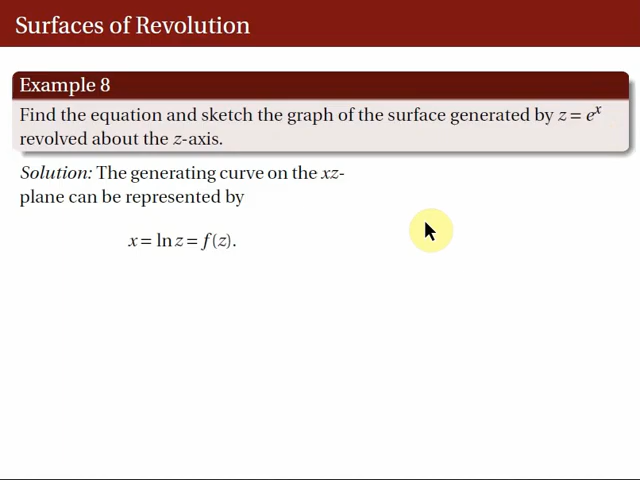 Surfaces of Revolution
Example 8
Find the equation and sketch the graph of the surface generated by z = eˣ
revolved about the z-axis.
Solution: The generating curve on the xz-
plane can be represented by
x = ln z = f(z).